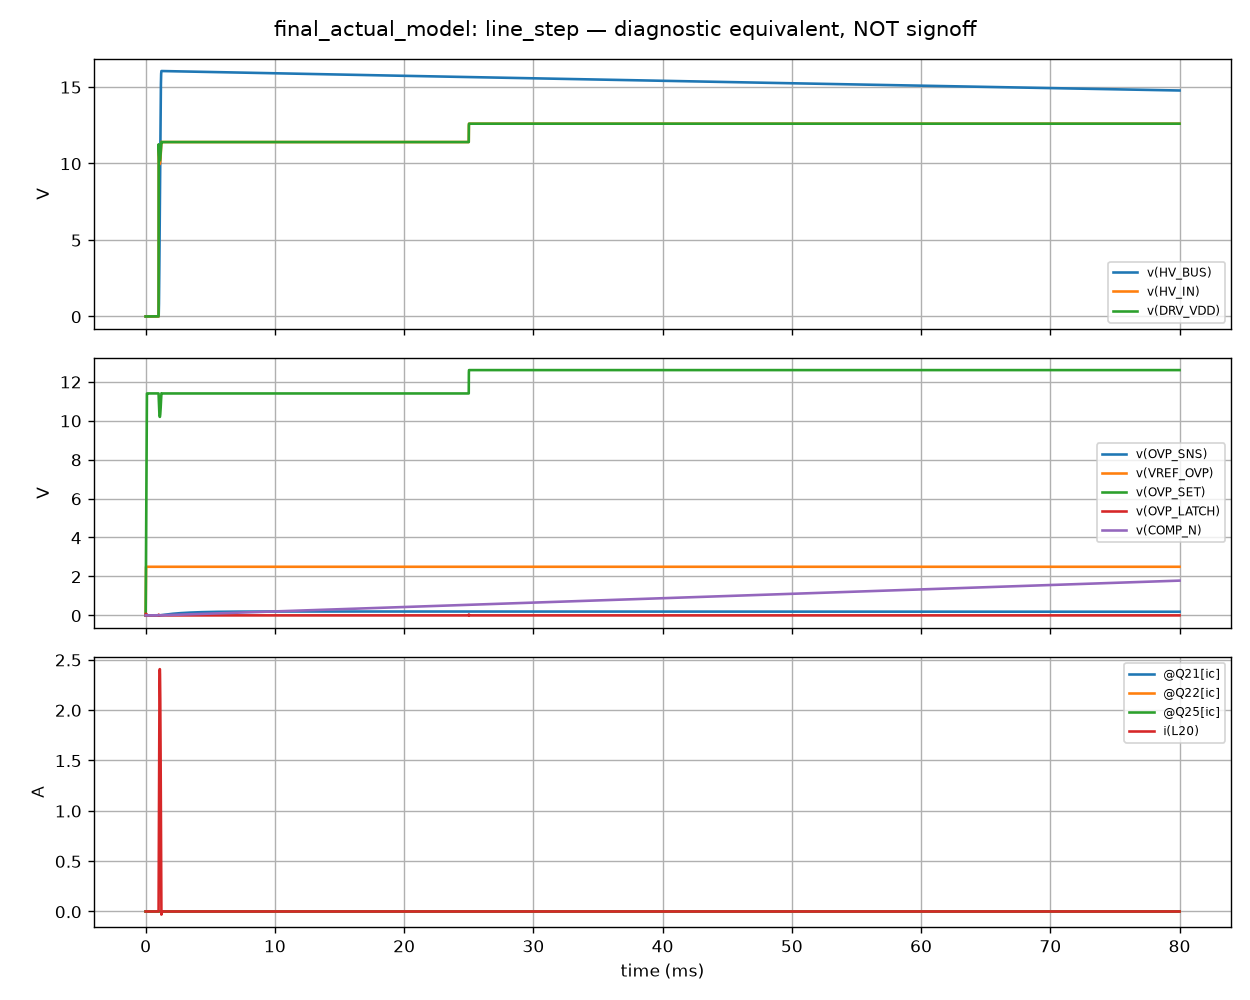 final_actual_model: line_step — diagnostic equivalent, NOT signoff
15
10
5
0
V
v(HV_BUS)
v(HV_IN)
v(DRV_VDD)
12
10
8
6
4
2
0
V
v(OVP_SNS)
v(VREF_OVP)
v(OVP_SET)
v(OVP_LATCH)
v(COMP_N)
2.5
2.0
1.5
1.0
0.5
0.0
A
@Q21[ic]
@Q22[ic]
@Q25[ic]
i(L20)
0 10 20 30 40 50 60 70 80
time (ms)